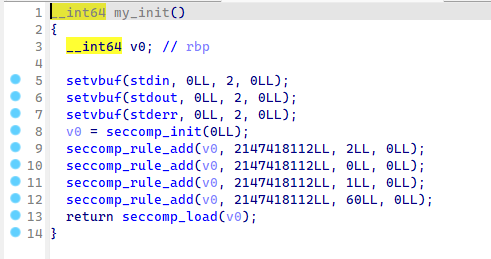 1 __int64 my_init()
2 {
3 __int64 v0; // rbp
4
5 setvbuf(stdin, 0LL, 2, 0LL);
6 setvbuf(stdout, 0LL, 2, 0LL);
7 setvbuf(stderr, 0LL, 2, 0LL);
8 v0 = seccomp_init(0LL);
9 seccomp_rule_add(v0, 2147418112LL, 2LL, 0LL);
10 seccomp_rule_add(v0, 2147418112LL, 0LL, 0LL);
11 seccomp_rule_add(v0, 2147418112LL, 1LL, 0LL);
12 seccomp_rule_add(v0, 2147418112LL, 60LL, 0LL);
13 return seccomp_load(v0);
14 }